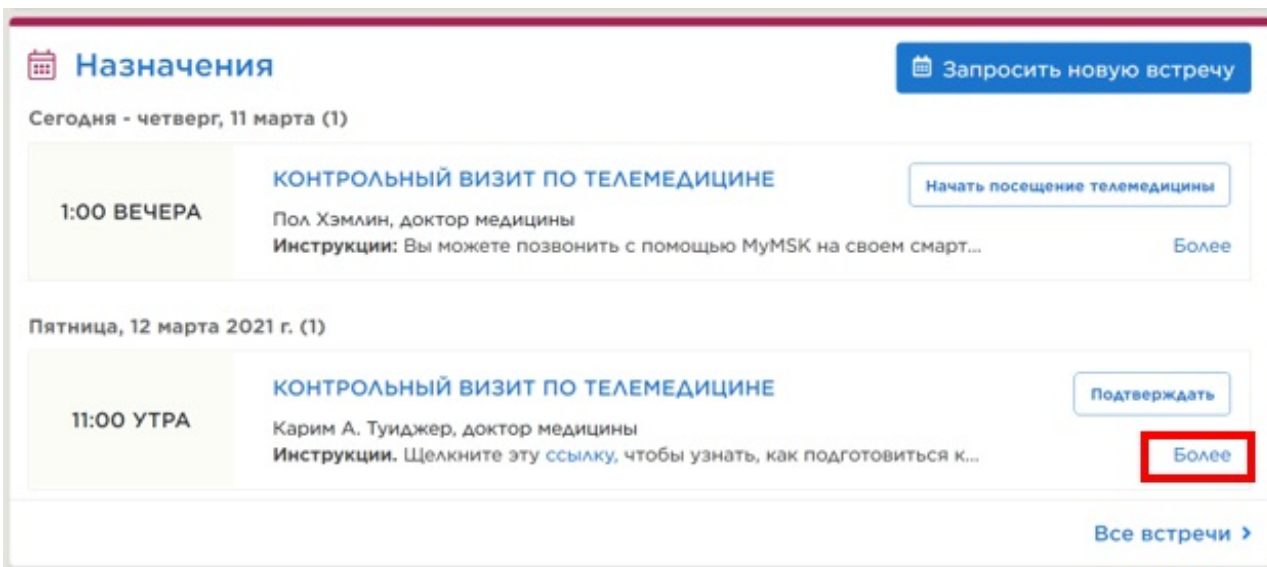 Назначения
Запросить новую встречу
Сегодня - четверг, 11 марта (1)
1:00 ВЕЧЕРА
КОНТРОЛЬНЫЙ ВИЗИТ ПО ТЕЛЕМЕДИЦИНЕ
Начать посещение телемедицины
Пол Хэмлин, доктор медицины
Инструкции: Вы можете позвонить с помощью MyMSK на своем смарт...
Более
Пятница, 12 марта 2021 г. (1)
11:00 УТРА
КОНТРОЛЬНЫЙ ВИЗИТ ПО ТЕЛЕМЕДИЦИНЕ
Подтверждать
Карим А. Туиджер, доктор медицины
Инструкции. Щелкните эту ссылку, чтобы узнать, как подготовиться к...
Более
Все встречи >